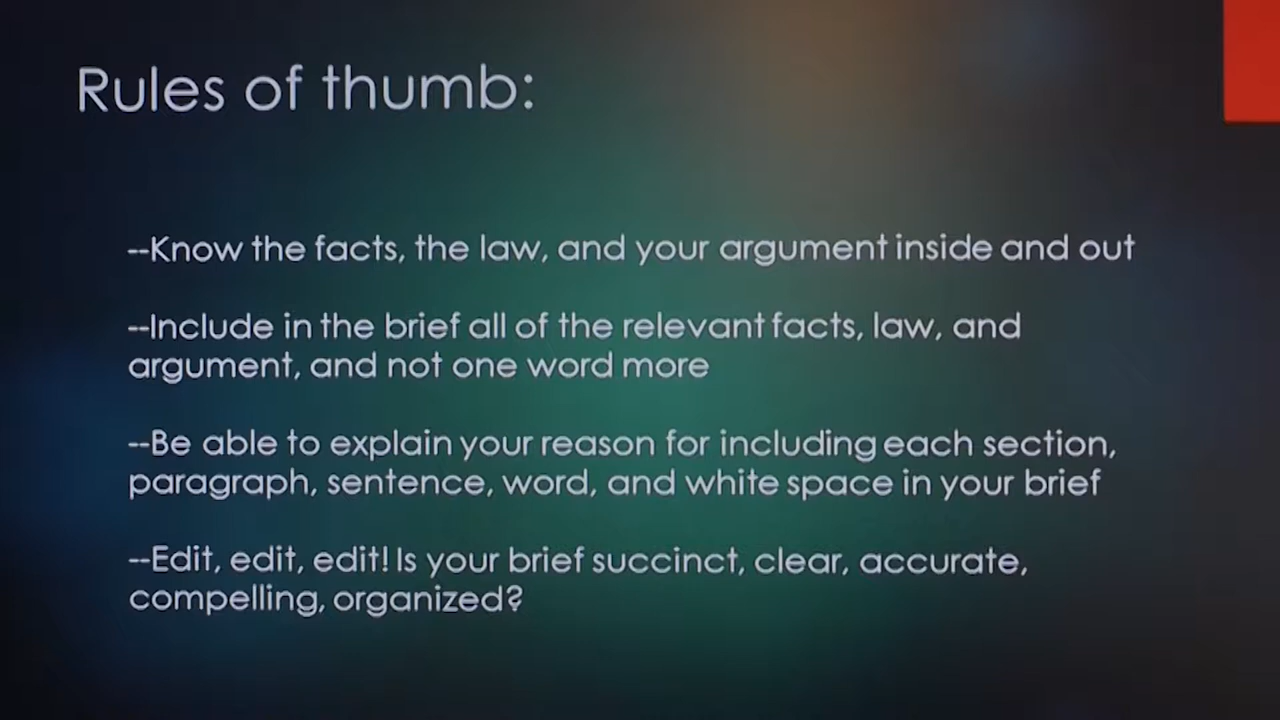 Rules of thumb:
--Know the facts, the law, and your argument inside and out
--Include in the brief all of the relevant facts, law, and
argument, and not one word more
--Be able to explain your reason for including each section,
paragraph, sentence, word, and white space in your brief
--Edit, edit, edit! Is your brief succinct, clear, accurate,
compelling, organized?